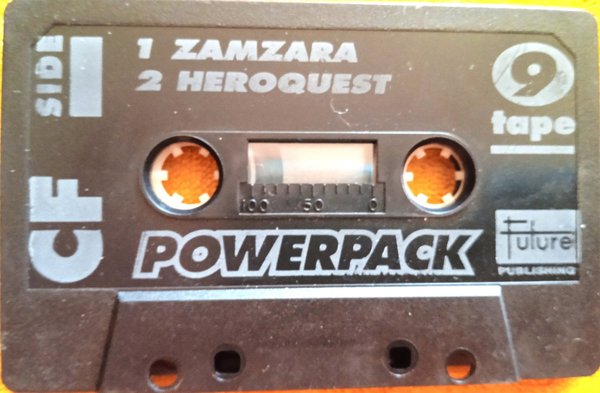 SIDE 1
1 ZAMZARA
2 HEROQUEST
9
tape
CF
100 50 0
POWERPACK
Future
PUBLISHING